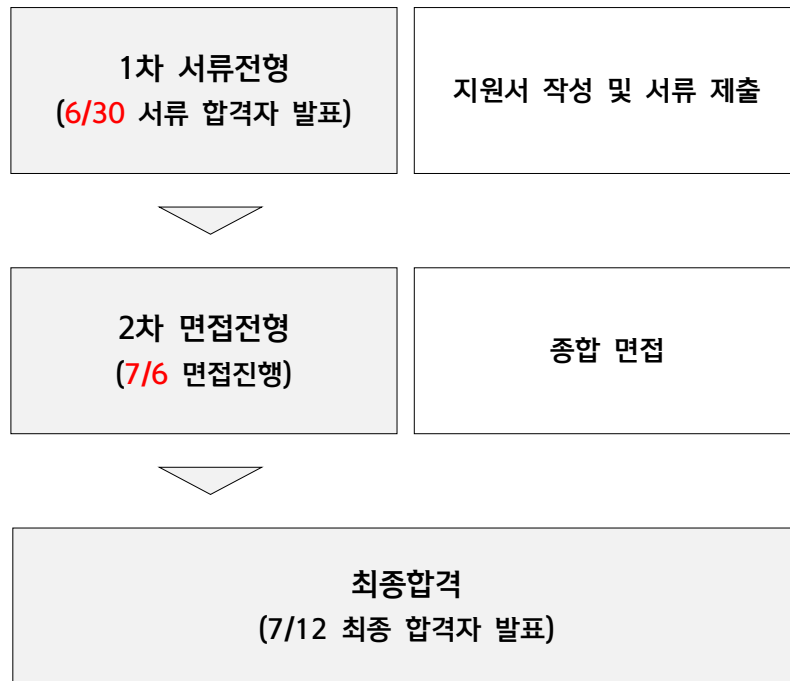 1차 서류전형
(6/30 서류 합격자 발표)
지원서 작성 및 서류 제출
2차 면접전형
(7/6 면접진행)
종합 면접
최종합격
(7/12 최종 합격자 발표)